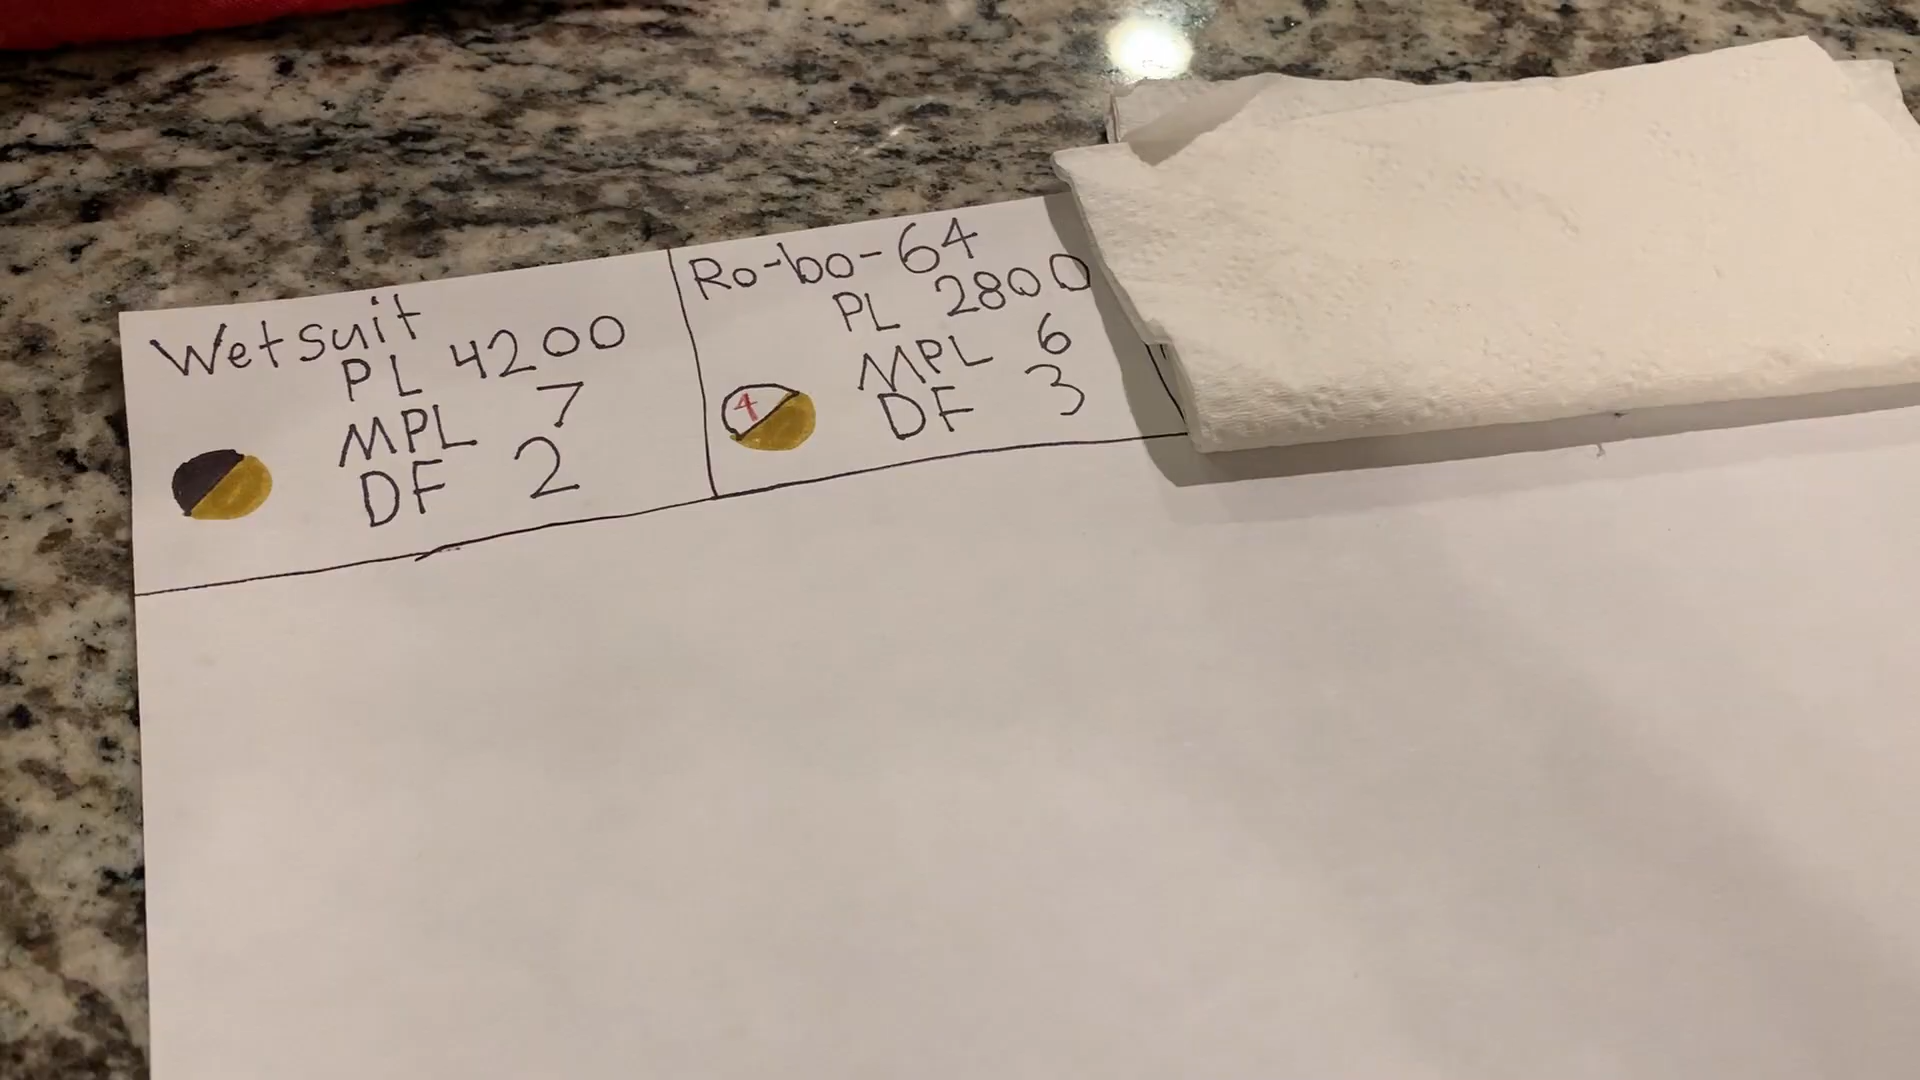 Wetsuit
PL 4200
MPL 7
DF 2
Ro-bo-64
PL 2800
MPL 6
4
DF 3